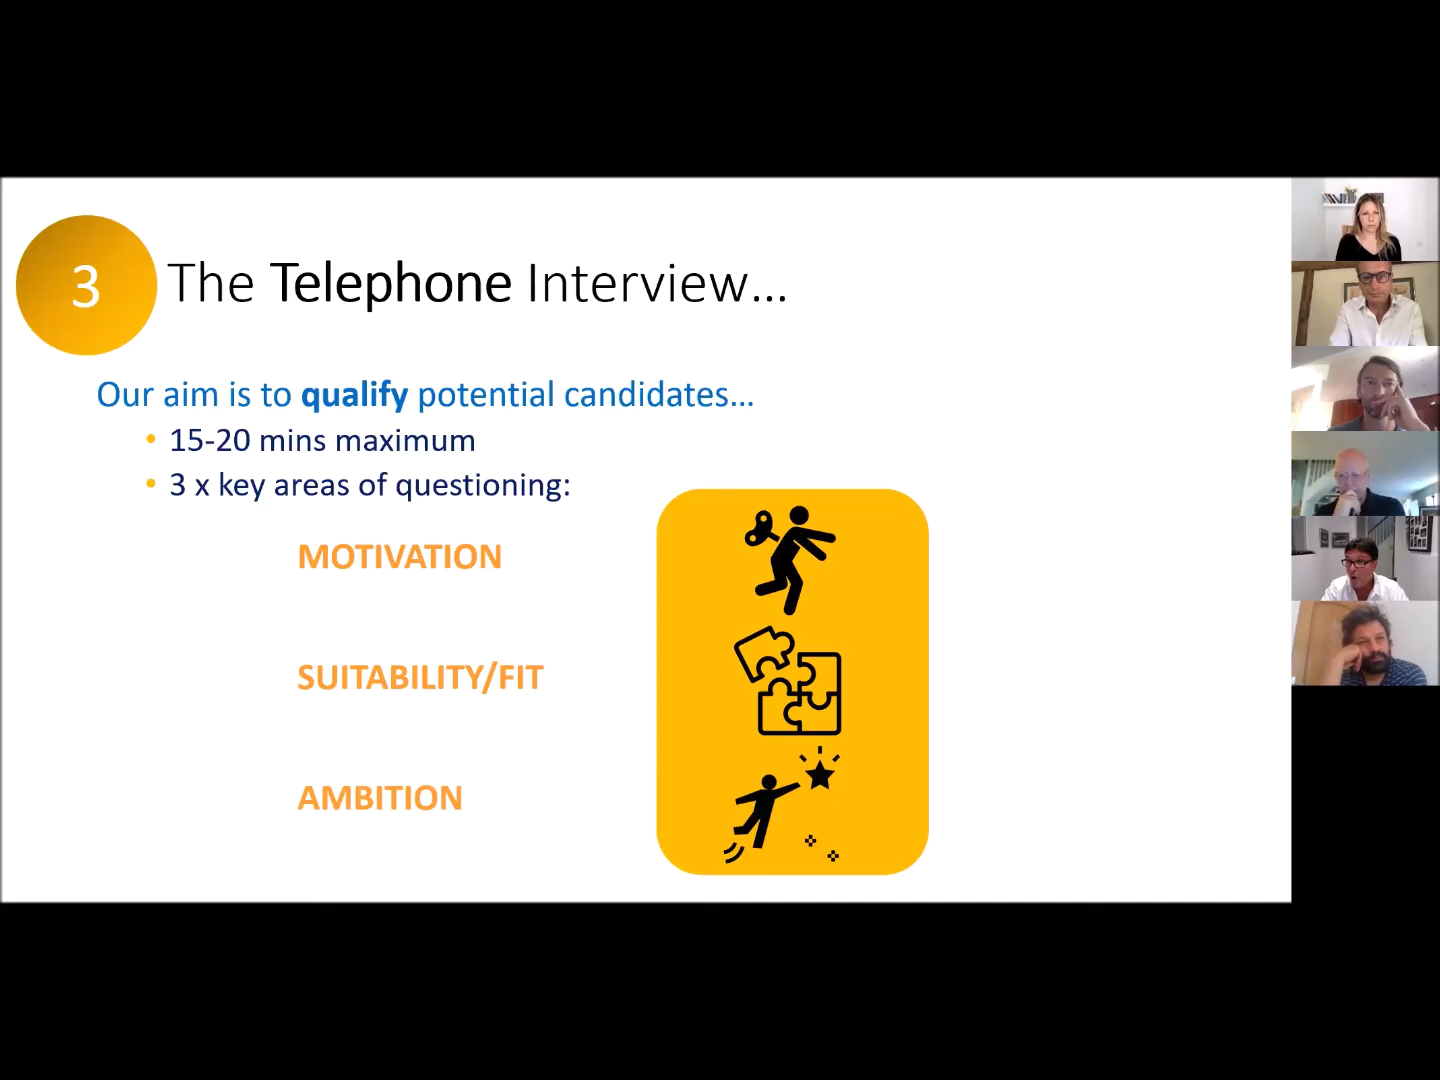 3
The Telephone Interview...
Our aim is to qualify potential candidates...
• 15-20 mins maximum
• 3 x key areas of questioning:
MOTIVATION
SUITABILITY/FIT
AMBITION